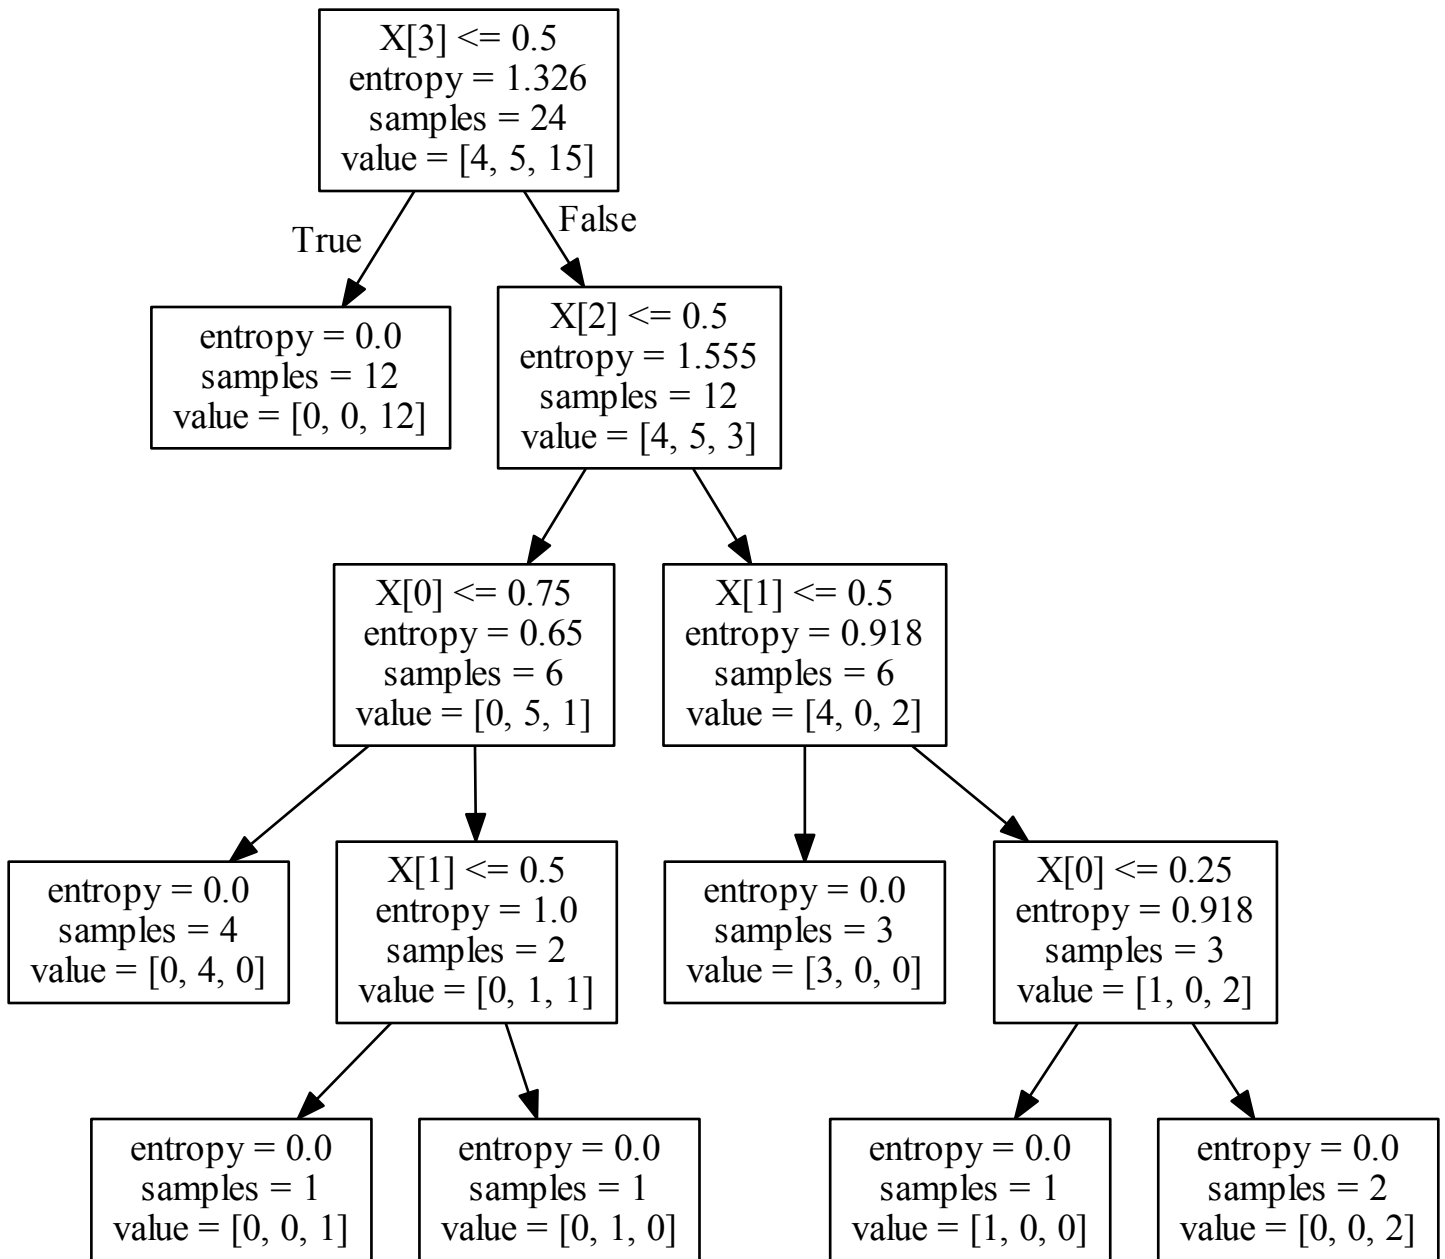 X[3] <= 0.5
entropy = 1.326
samples = 24
value = [4, 5, 15]
True
False
entropy = 0.0
samples = 12
value = [0, 0, 12]
X[2] <= 0.5
entropy = 1.555
samples = 12
value = [4, 5, 3]
X[0] <= 0.75
entropy = 0.65
samples = 6
value = [0, 5, 1]
X[1] <= 0.5
entropy = 0.918
samples = 6
value = [4, 0, 2]
entropy = 0.0
samples = 4
value = [0, 4, 0]
X[1] <= 0.5
entropy = 1.0
samples = 2
value = [0, 1, 1]
entropy = 0.0
samples = 3
value = [3, 0, 0]
X[0] <= 0.25
entropy = 0.918
samples = 3
value = [1, 0, 2]
entropy = 0.0
samples = 1
value = [0, 0, 1]
entropy = 0.0
samples = 1
value = [0, 1, 0]
entropy = 0.0
samples = 1
value = [1, 0, 0]
entropy = 0.0
samples = 2
value = [0, 0, 2]